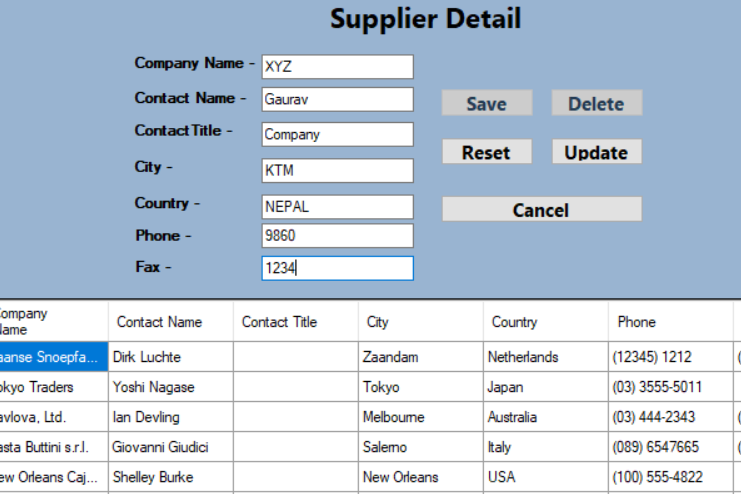 Supplier Detail
Company Name - XYZ
Contact Name - Gaurav
Save Delete
ContactTitle - Company
Reset Update
City - KTM
Country - NEPAL
Cancel
Phone - 9860
Fax - 1234
ompany
Name Contact Name Contact Title City Country Phone
aanse Snoepfa... Dirk Luchte Zaandam Netherlands (12345) 1212 (
okyo Traders Yoshi Nagase Tokyo Japan (03) 3555-5011
avlova, Ltd. Ian Devling Melbourne Australia (03) 444-2343 (
asta Buttini s.r.l. Giovanni Giudici Salerno Italy (089) 6547665 (
ew Orleans Caj... Shelley Burke New Orleans USA (100) 555-4822